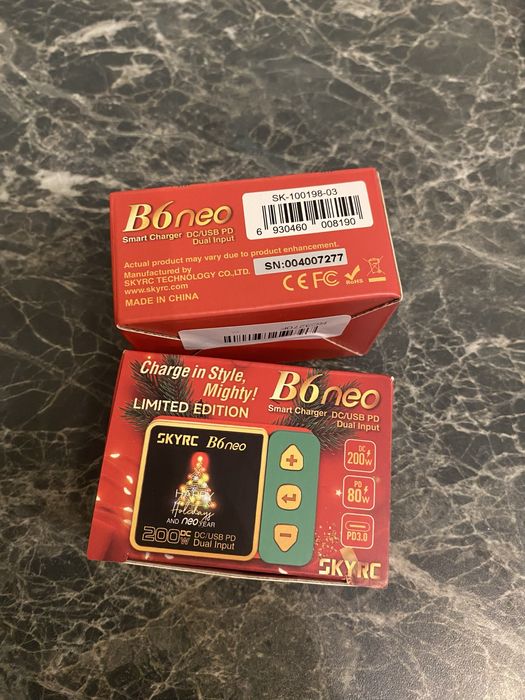 SK-100198-03
6 930460 008190
B6neo
Smart Charger DC/USB PD
Dual Input
Actual product may vary due to product enhancement.
Manufactured by
SKYRC TECHNOLOGY CO.,LTD.
www.skyrc.com
MADE IN CHINA
SN:004007277
CE FC RoHS
Charge in Style,
Mighty!
LIMITED EDITION
B6neo
Smart Charger DC/USB PD
Dual Input
SKYRC B6neo
HAPPY
Holidays
AND neo YEAR
200W DC DC/USB PD
Dual Input
DC
200W
PD
80W
PD3.0
SKYRC